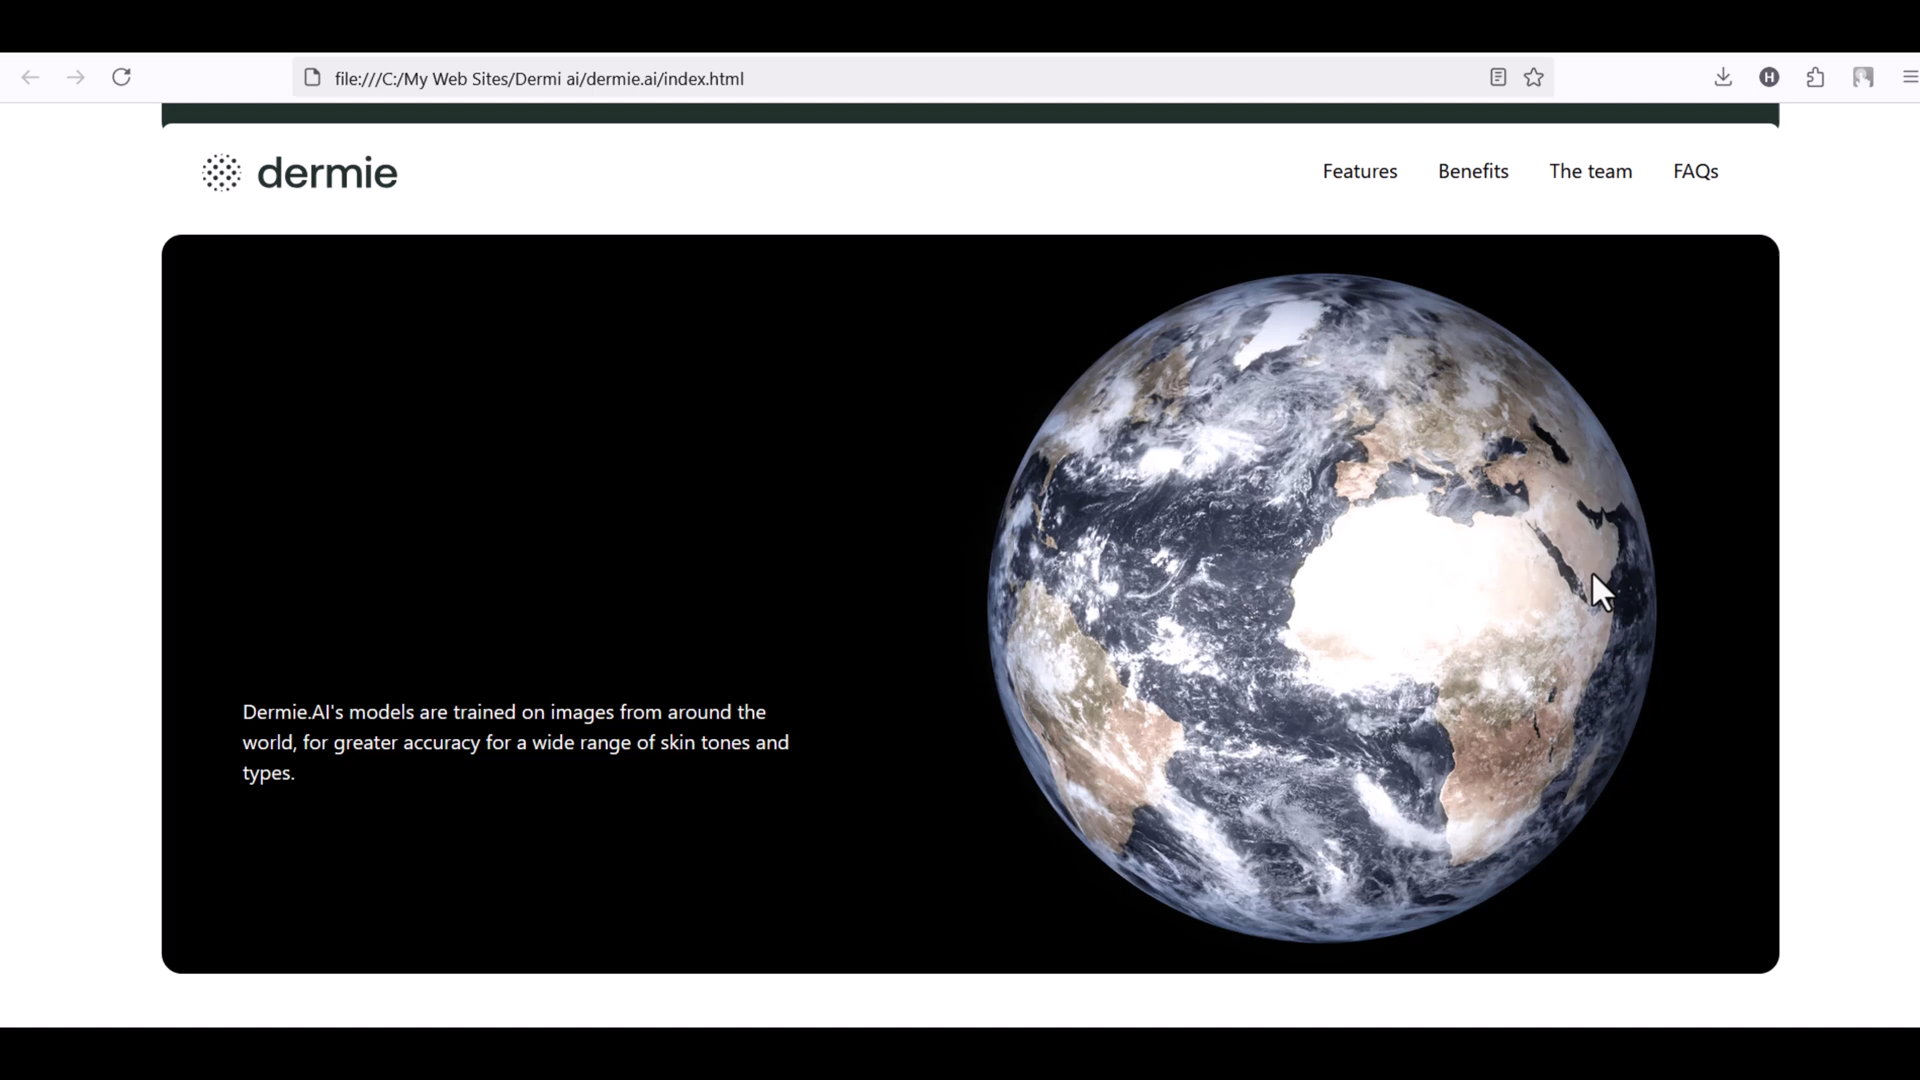 file:///C:/My Web Sites/Dermi ai/dermie.ai/index.html
H
dermie
Features Benefits The team FAQs
Dermie.AI's models are trained on images from around the
world, for greater accuracy for a wide range of skin tones and
types.